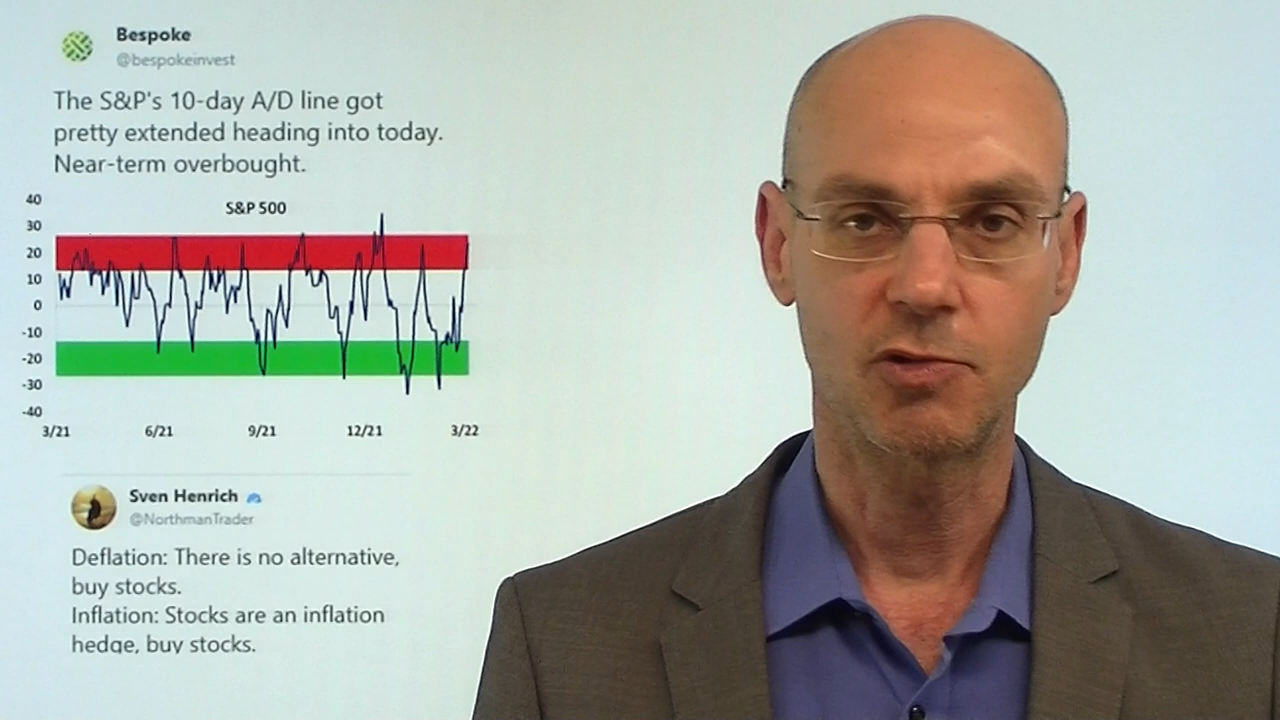 Bespoke
@bespokeinvest
The S&P's 10-day A/D line got
pretty extended heading into today.
Near-term overbought.
S&P 500
40
30
20
10
0
-10
-20
-30
-40
3/21 6/21 9/21 12/21 3/22
Sven Henrich
@NorthmanTrader
Deflation: There is no alternative,
buy stocks.
Inflation: Stocks are an inflation
hedge, buy stocks.